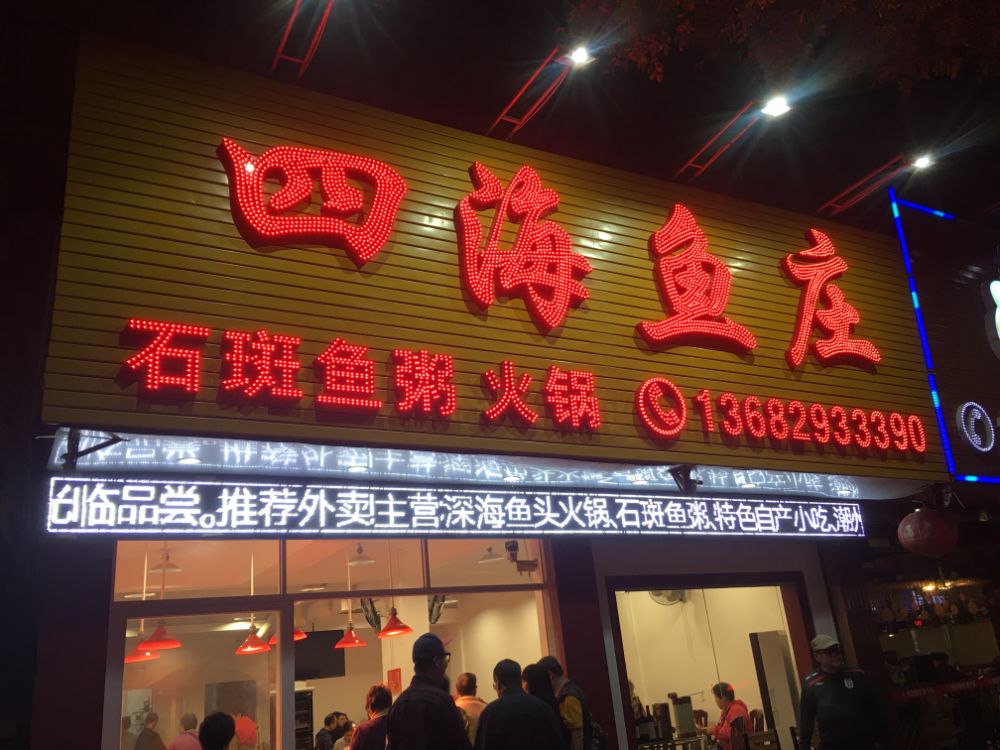 四海鱼庄
石斑鱼粥 火锅 13682933390
临品尝。推荐外卖主营深海鱼头火锅、石斑鱼粥、特色自产小吃、潮